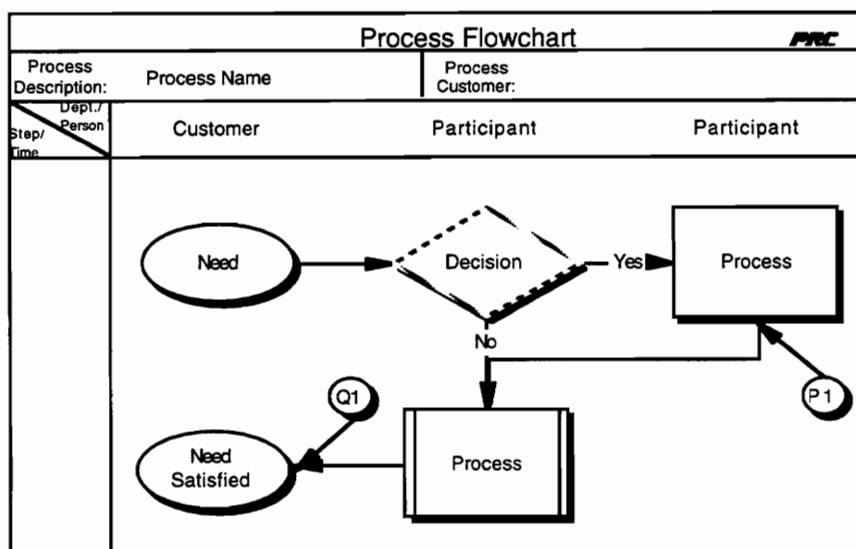 Process Flowchart
PRC
Process
Description:
Process Name
Process
Customer:
Dept./
Person
Step/
Time
Customer
Participant
Participant
Need
Decision
Yes
Process
No
Q1
P1
Need
Satisfied
Process